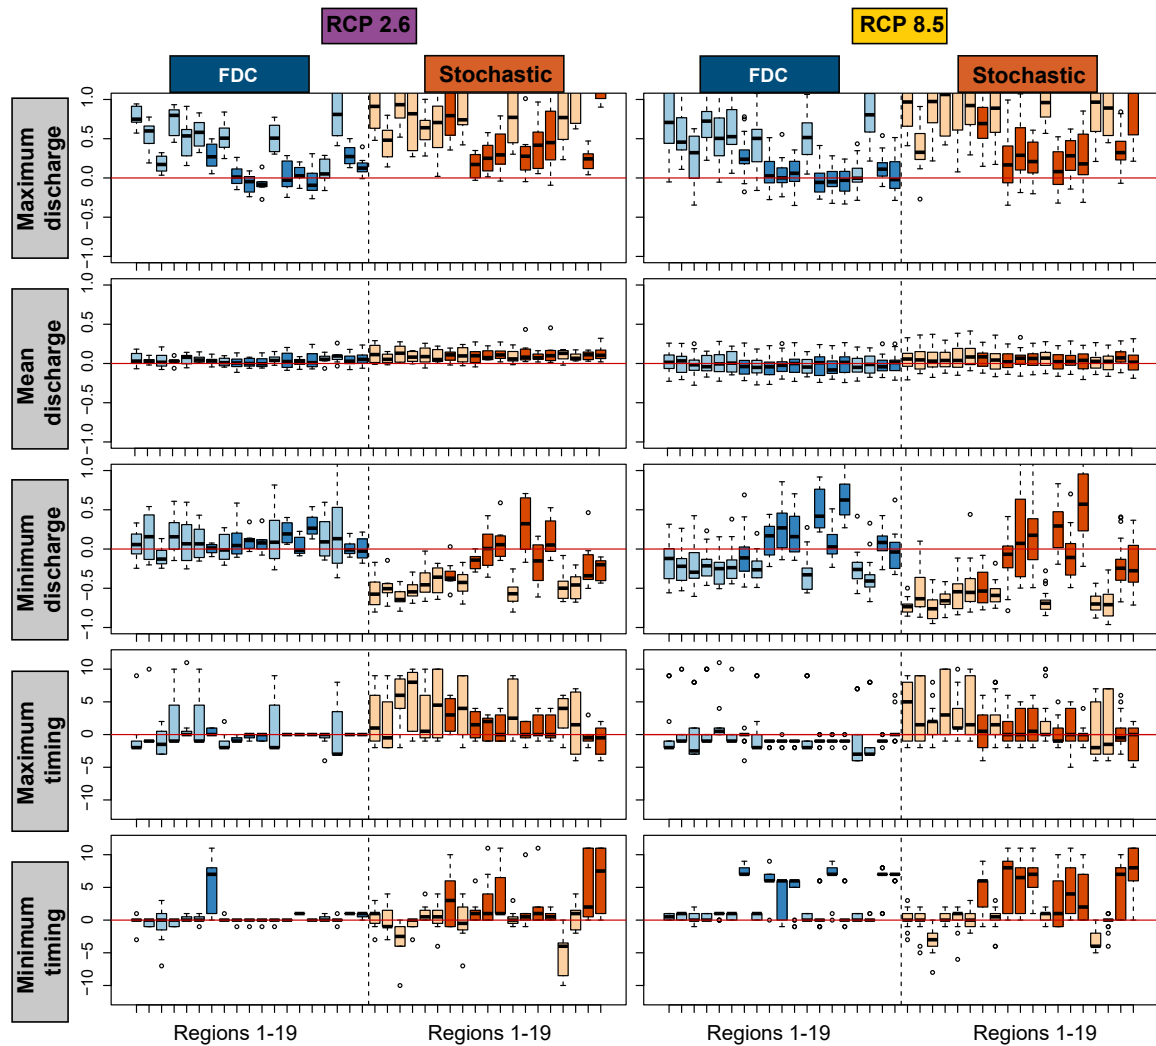 RCP 2.6
RCP 8.5
FDC
Stochastic
FDC
Stochastic
Maximum
discharge
1.0
0.5
0.0
−0.5
−1.0
Mean
discharge
1.0
0.5
0.0
−0.5
−1.0
Minimum
discharge
1.0
0.5
0.0
−0.5
−1.0
Maximum
timing
10
5
0
−5
−10
Minimum
timing
10
5
0
−5
−10
Regions 1-19
Regions 1-19
Regions 1-19
Regions 1-19